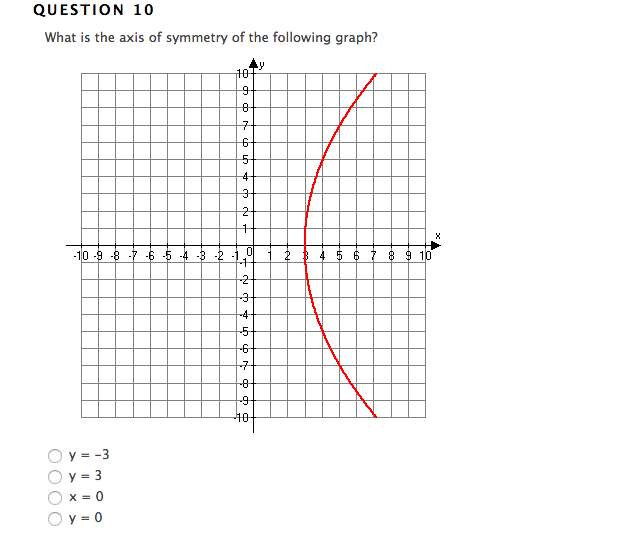 QUESTION 10
What is the axis of symmetry of the following graph?
y
10
9
8
7
6
5
4
3
2
1
x
-10 -9 -8 -7 -6 -5 -4 -3 -2 -1 0 1 2 3 4 5 6 7 8 9 10
-1
-2
-3
-4
-5
-6
-7
-8
-9
-10
y = -3
y = 3
x = 0
y = 0